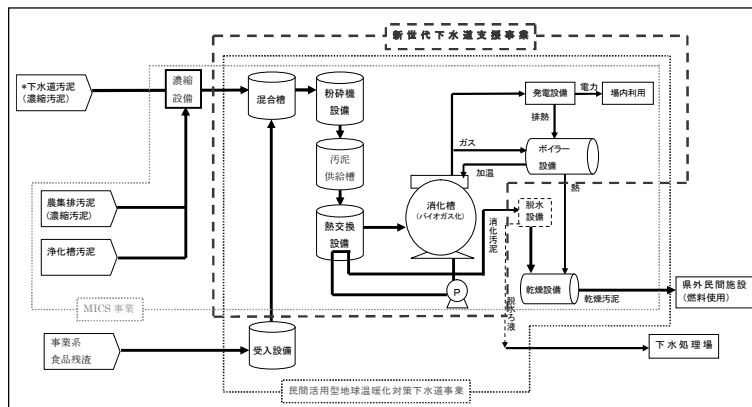 新世代下水道支援事業
*下水道汚泥
(濃縮汚泥)
濃縮
設備
混合槽
粉砕機
設備
発電設備
電力
場内利用
排熱
ガス
ボイラー
設備
加温
汚泥
供給槽
農集排汚泥
(濃縮汚泥)
消化槽
(バイオガス化)
熱
熱交換
設備
消化汚泥
脱水
設備
浄化槽汚泥
P
乾燥設備
乾燥汚泥
県外民間施設
(燃料使用)
MICS 事業
脱水ろ液
事業系
食品残渣
受入設備
下水処理場
民間活用型地球温暖化対策下水道事業